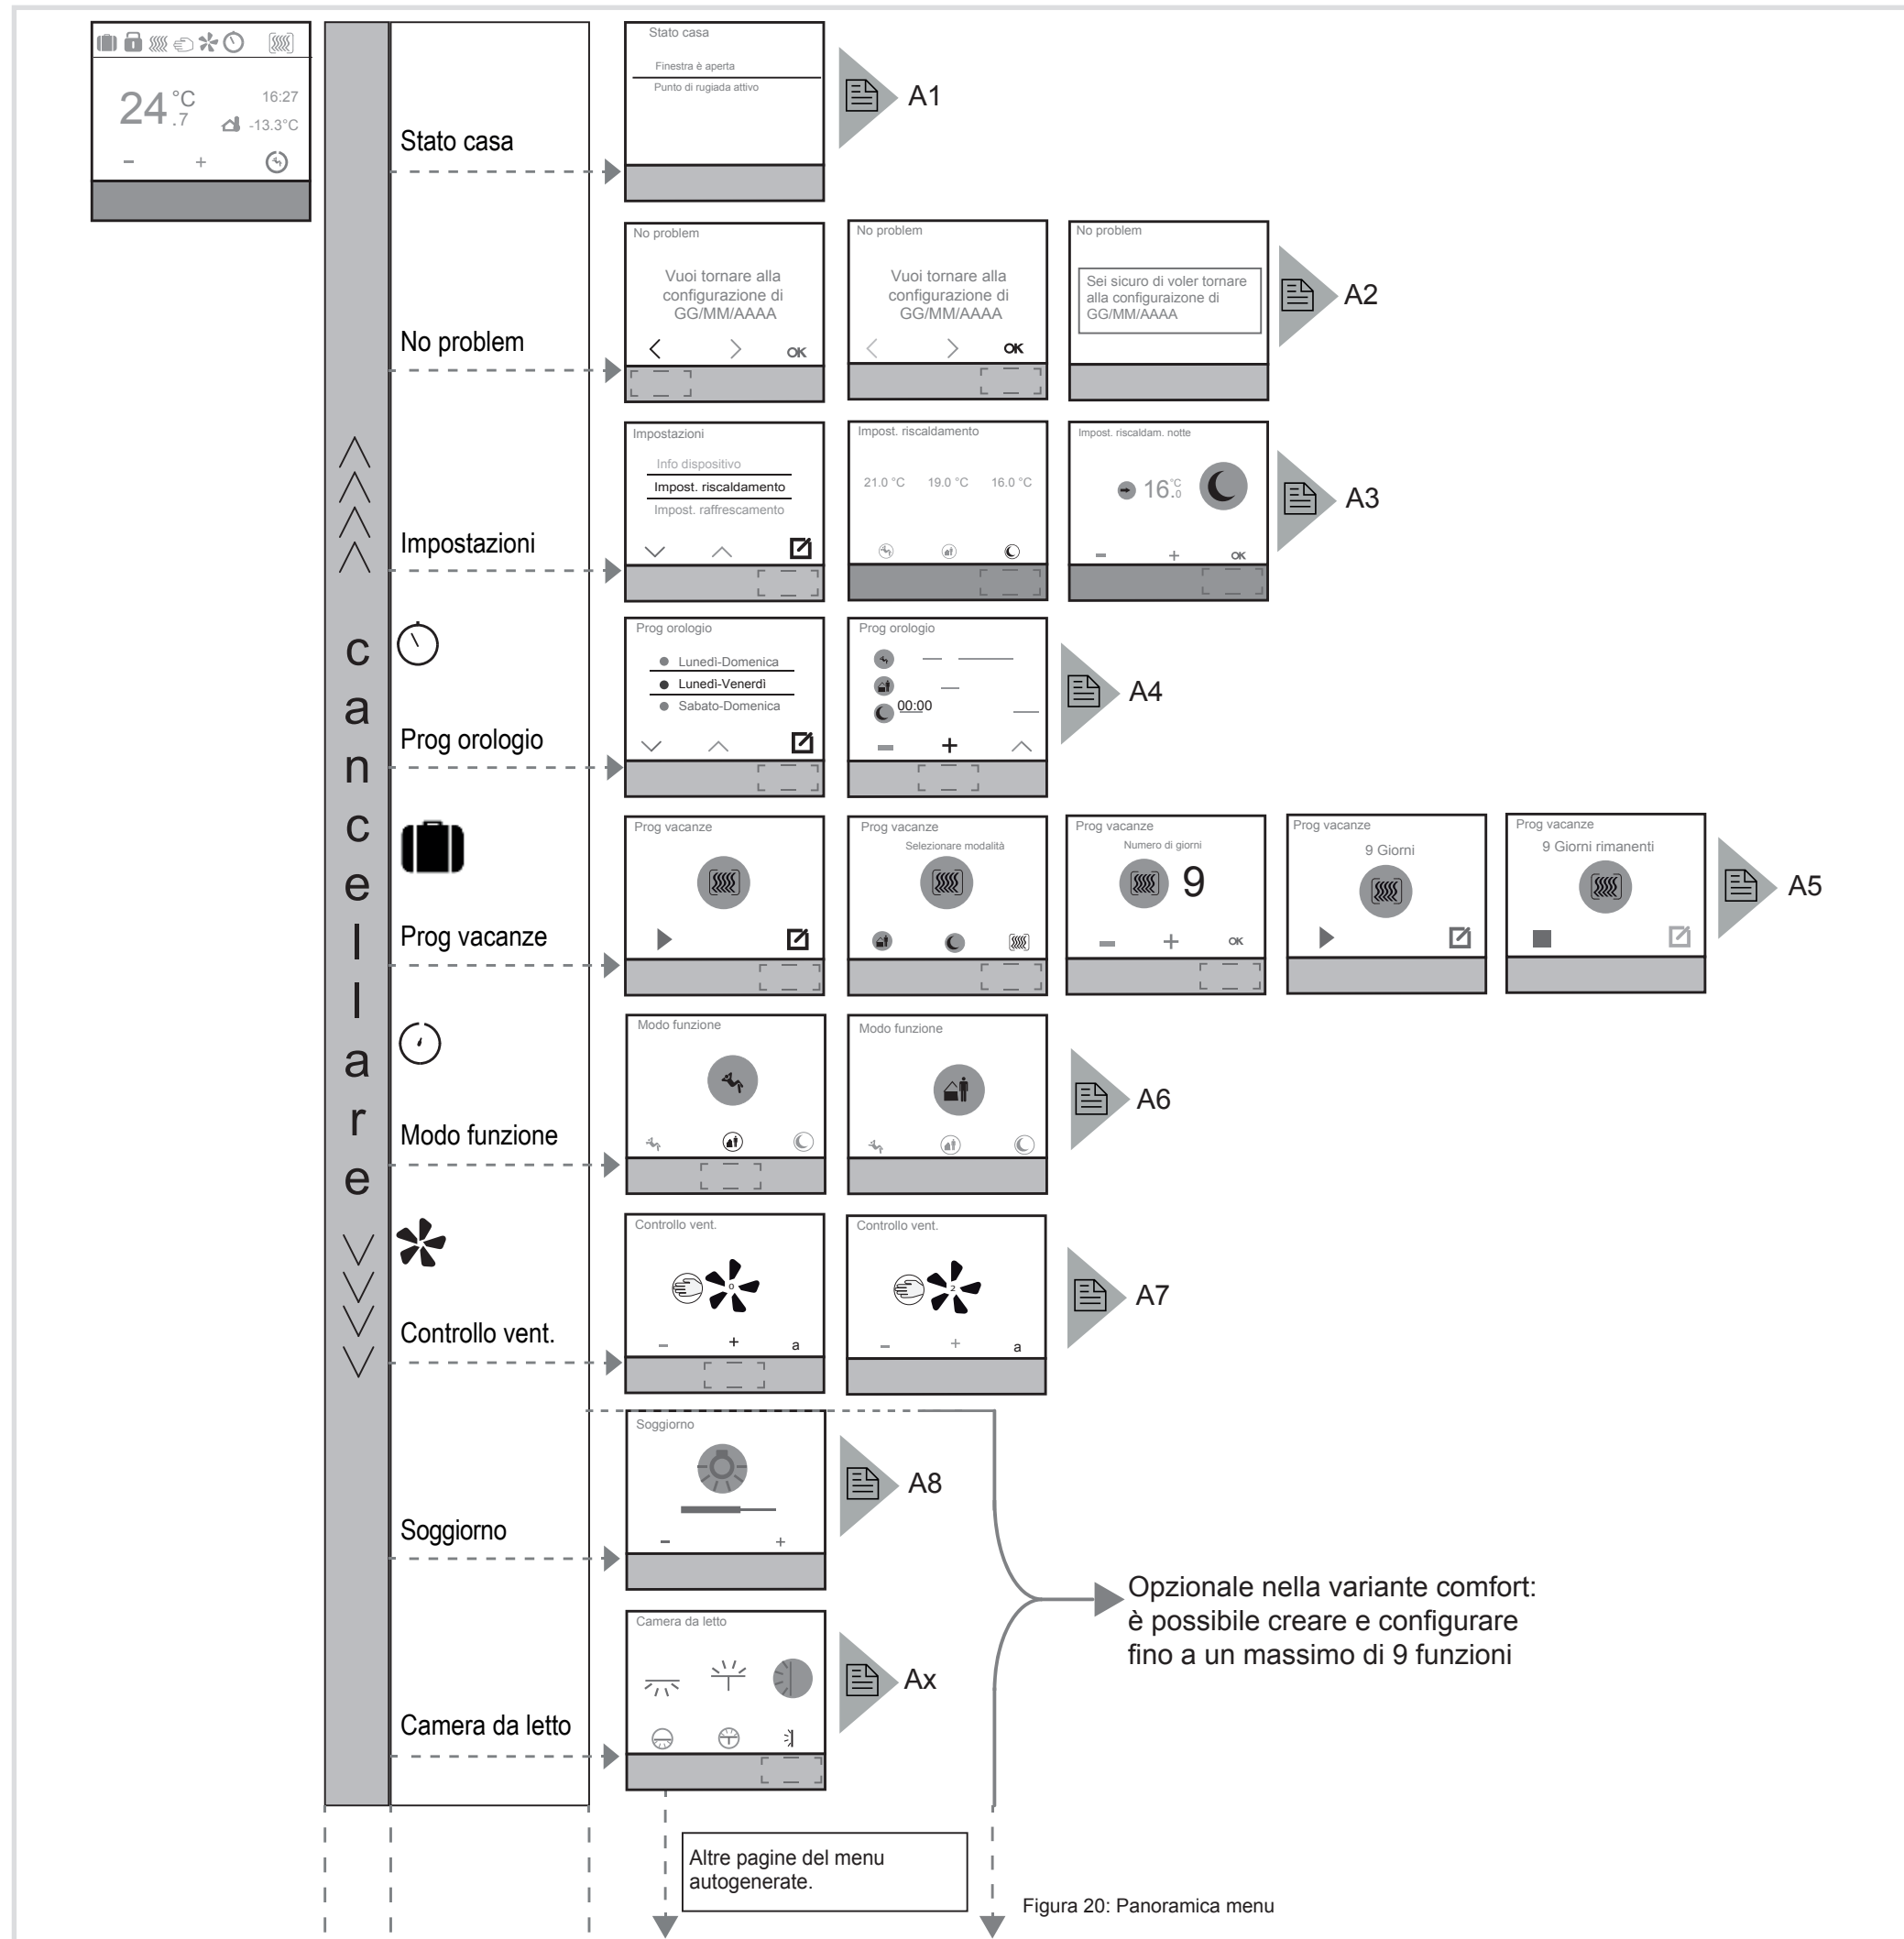 24 °C .7
16:27
-13.3°C
- +
cancellare
Stato casa
Stato casa
Finestra è aperta
Punto di rugiada attivo
A1
No problem
No problem
Vuoi tornare alla
configurazione di
GG/MM/AAAA
< > OK
No problem
Vuoi tornare alla
configurazione di
GG/MM/AAAA
< > OK
No problem
Sei sicuro di voler tornare
alla configuraizone di
GG/MM/AAAA
A2
Impostazioni
Impostazioni
Info dispositivo
Impost. riscaldamento
Impost. raffrescamento
Impost. riscaldamento
21.0 °C 19.0 °C 16.0 °C
Impost. riscaldam. notte
16.0 °C
- + OK
A3
Prog orologio
Prog orologio
Lunedì-Domenica
Lunedì-Venerdì
Sabato-Domenica
Prog orologio
00:00
- +
A4
Prog vacanze
Prog vacanze
Prog vacanze
Selezionare modalità
Prog vacanze
Numero di giorni
9
- + OK
Prog vacanze
9 Giorni
Prog vacanze
9 Giorni rimanenti
A5
Modo funzione
Modo funzione
Modo funzione
A6
Controllo vent.
Controllo vent.
0
- + a
Controllo vent.
2
- + a
A7
Soggiorno
Soggiorno
- +
A8
Camera da letto
Camera da letto
Ax
Opzionale nella variante comfort:
è possibile creare e configurare
fino a un massimo di 9 funzioni
Altre pagine del menu
autogenerate.
Figura 20: Panoramica menu